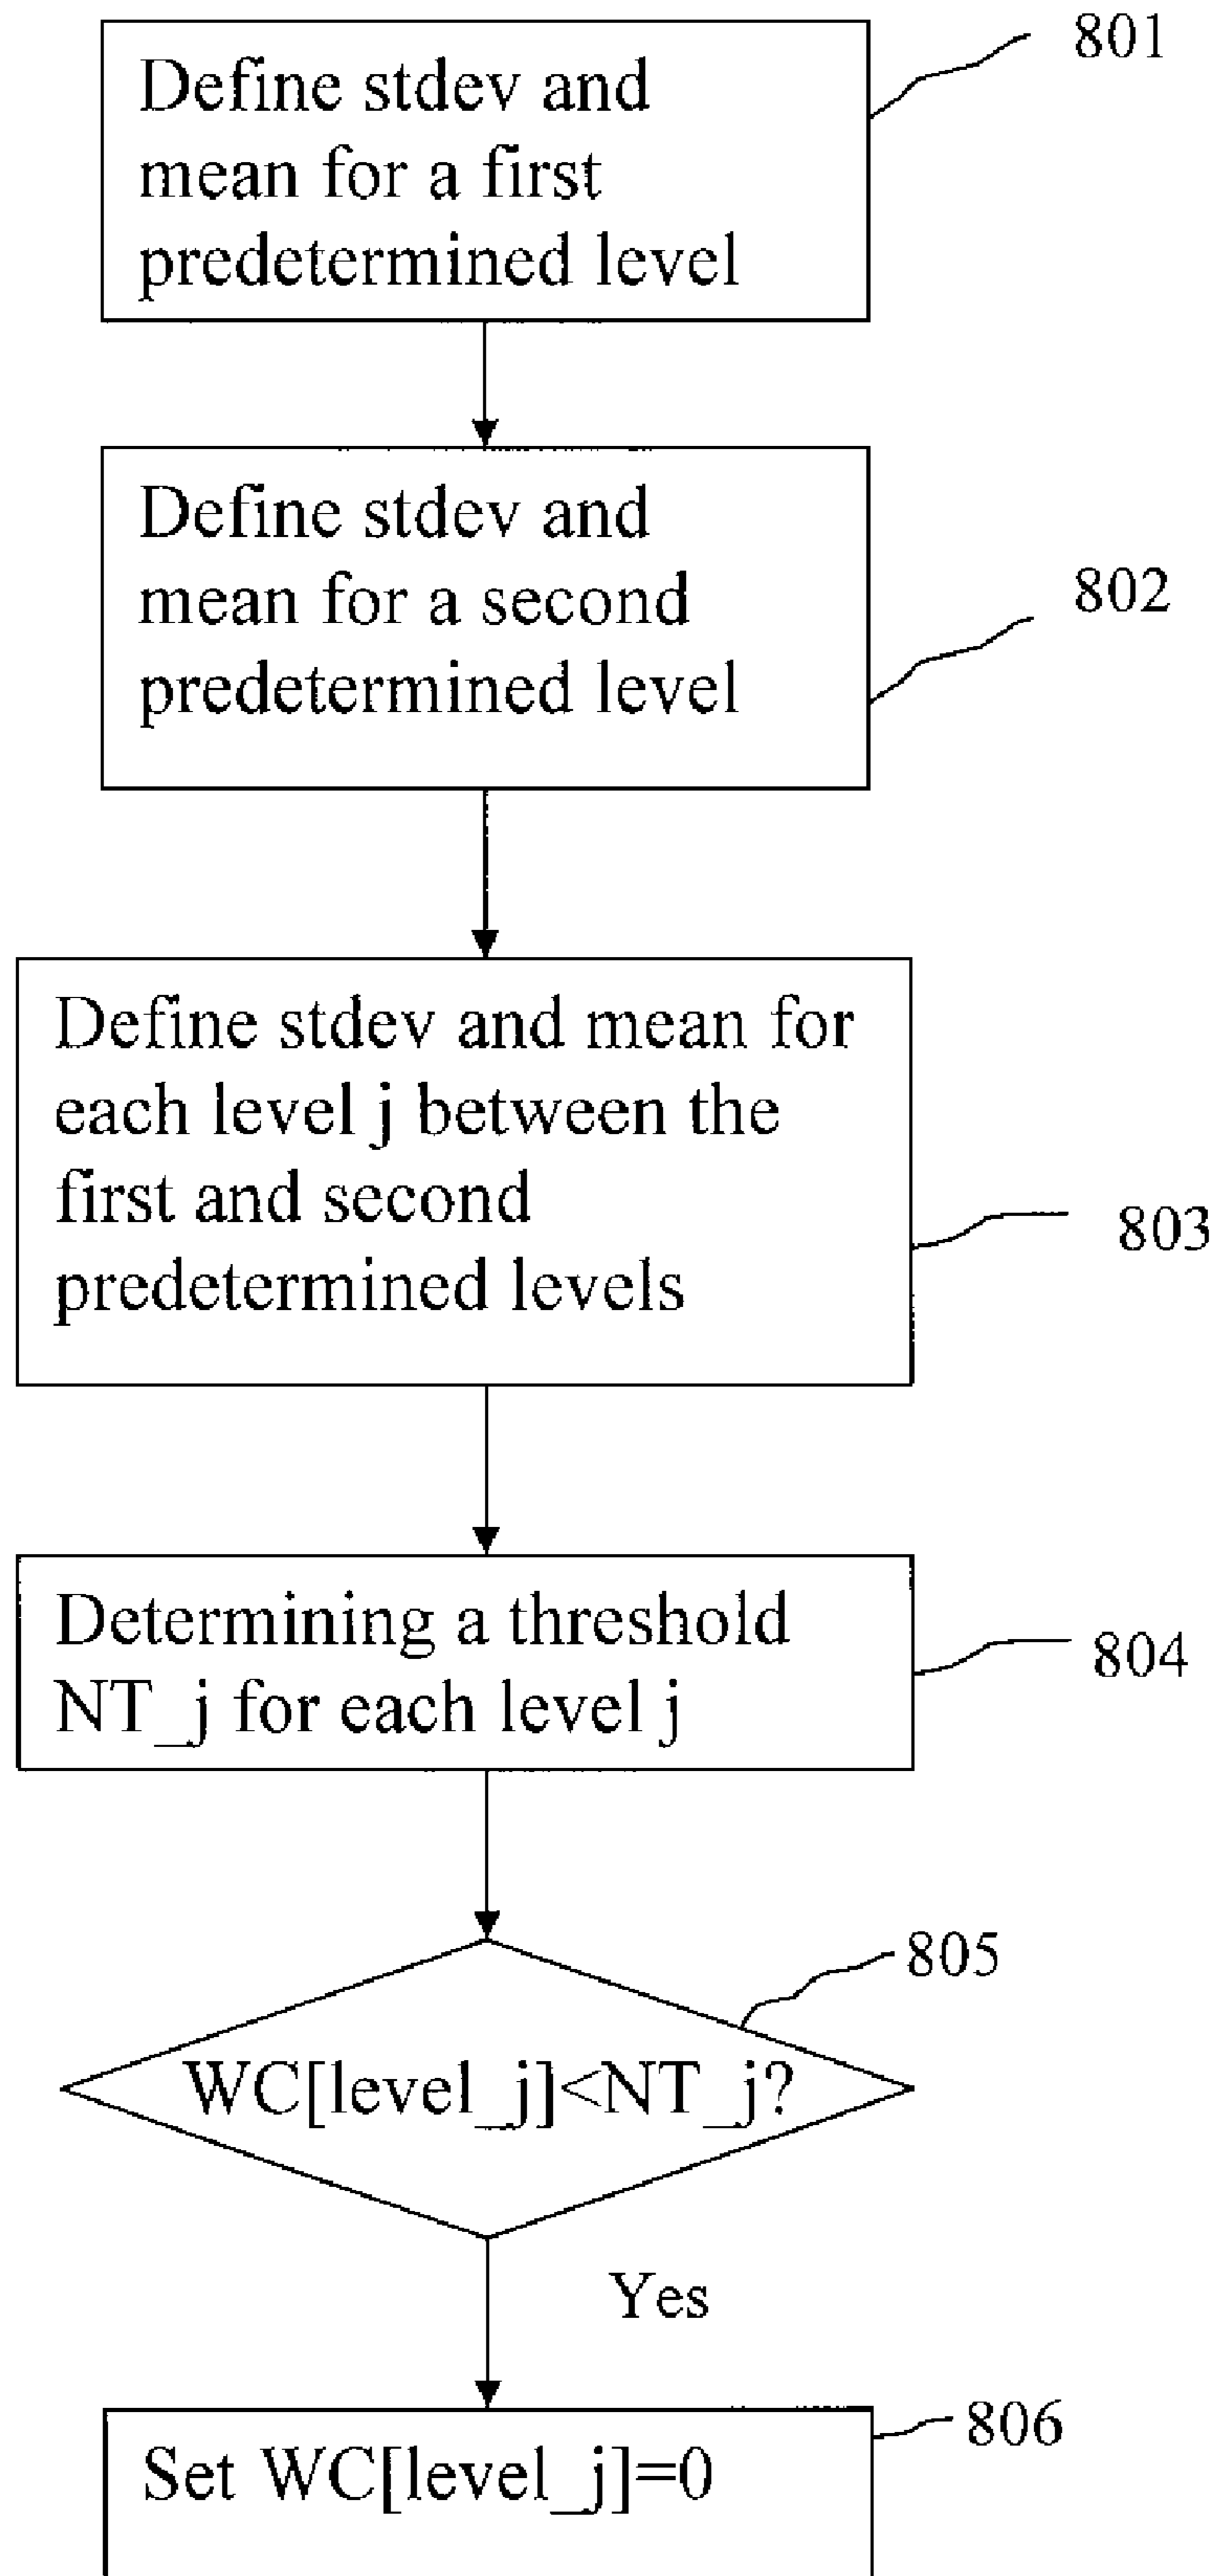 Define stdev and
mean for a first
predetermined level
801
Define stdev and
mean for a second
predetermined level
802
Define stdev and mean for
each level j between the
first and second
predetermined levels
803
Determining a threshold
NT_j for each level j
804
805
WC[level_j]<NT_j?
Yes
806
Set WC[level_j]=0